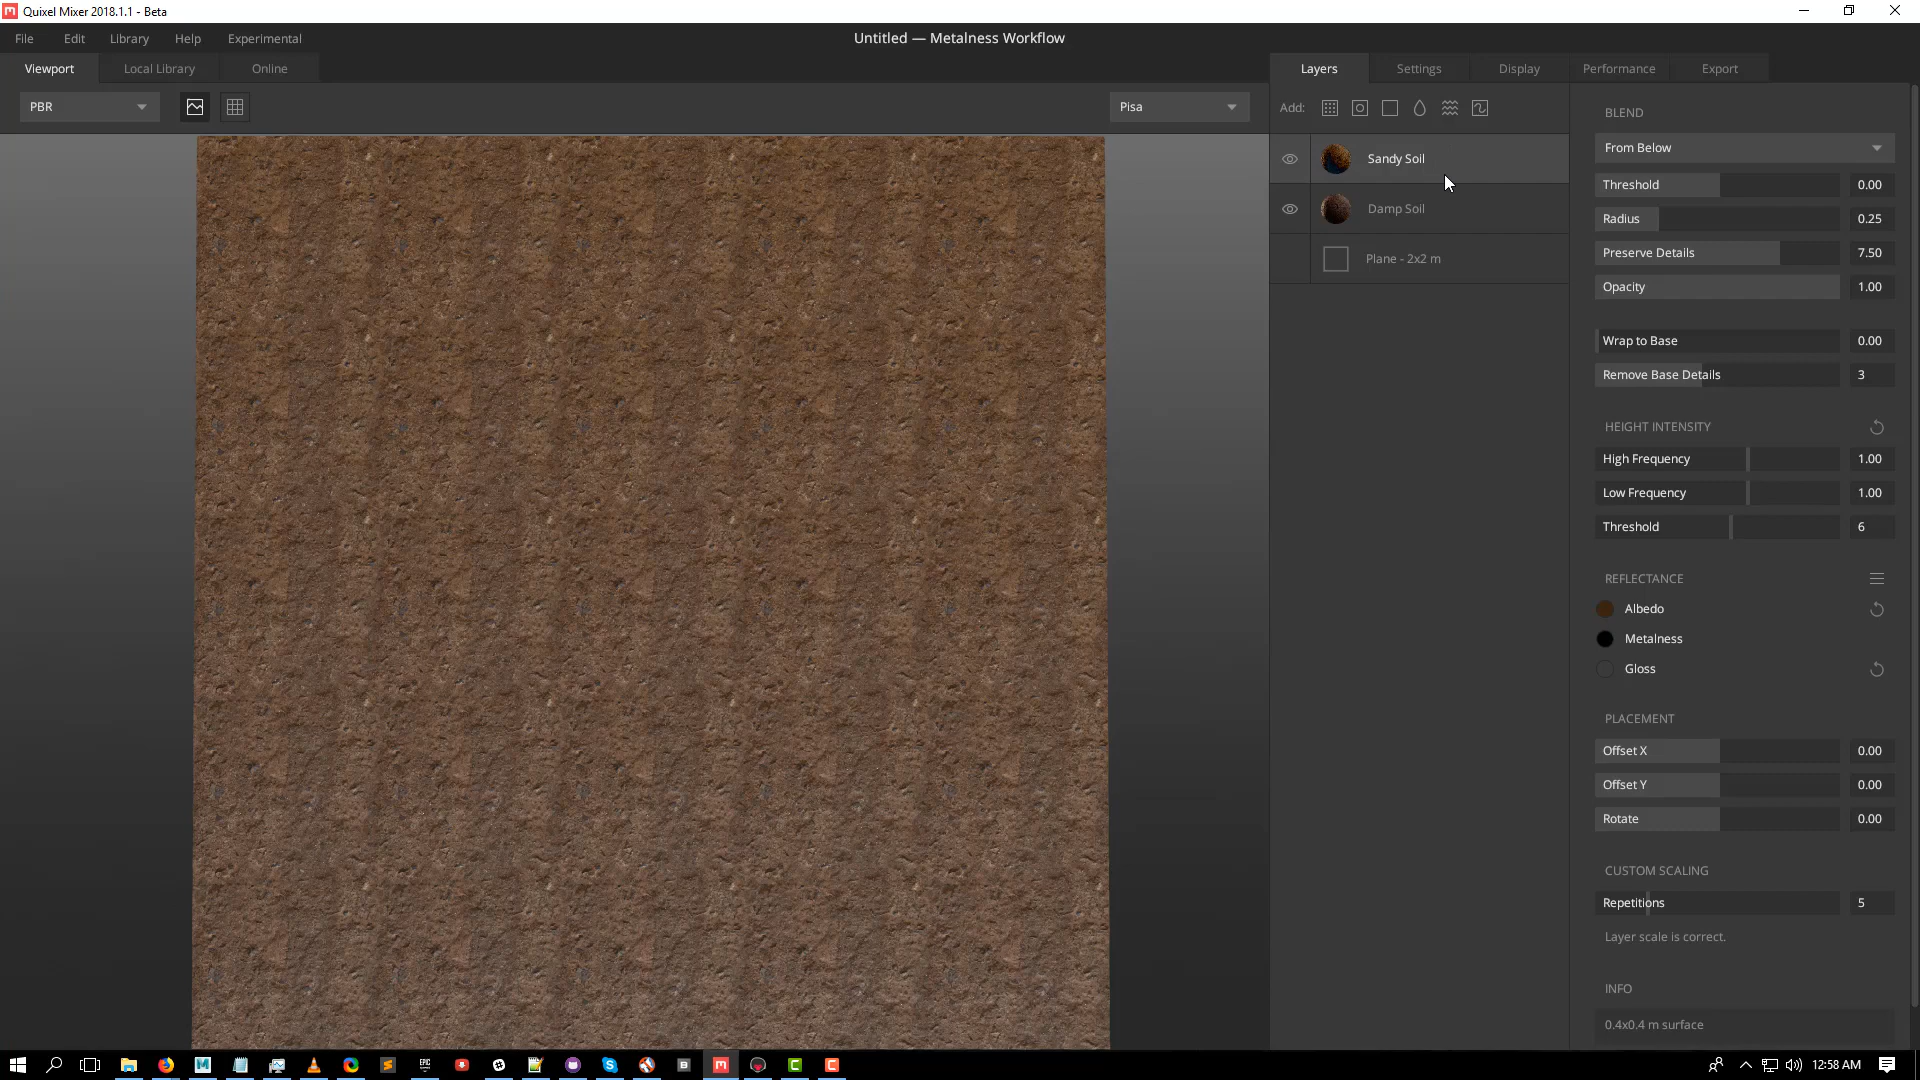 Quixel Mixer 2018.1.1 - Beta
File Edit Library Help Experimental
Untitled — Metalness Workflow
Viewport Local Library Online
Layers Settings Display Performance Export
PBR
Pisa
Add:
Sandy Soil
Damp Soil
Plane - 2x2 m
BLEND
From Below
Threshold 0.00
Radius 0.25
Preserve Details 7.50
Opacity 1.00
Wrap to Base 0.00
Remove Base Details 3
HEIGHT INTENSITY
High Frequency 1.00
Low Frequency 1.00
Threshold 6
REFLECTANCE
Albedo
Metalness
Gloss
PLACEMENT
Offset X 0.00
Offset Y 0.00
Rotate 0.00
CUSTOM SCALING
Repetitions 5
Layer scale is correct.
INFO
0.4x0.4 m surface
12:58 AM